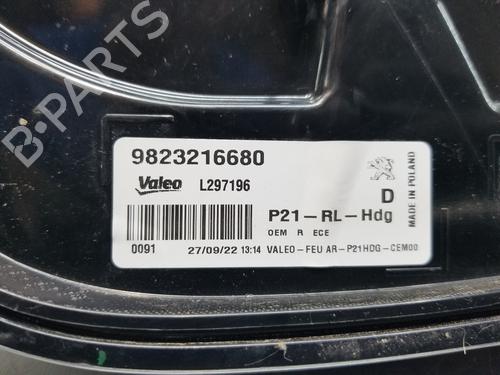 B-PARTS
9823216680
Valeo L297196
D
P21-RL-Hdg
OEM R ECE
0091 27/09/22 13:14 VALEO-FEU AR-P21HDG-CEM00
MADE IN POLAND